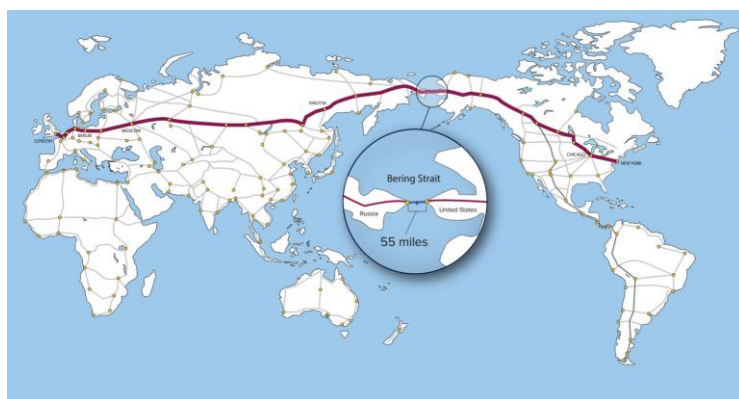 YAKUTSK
LONDON
BERLIN
MOSCOW
CHICAGO
NEW YORK
Bering Strait
Russia
United States
55 miles